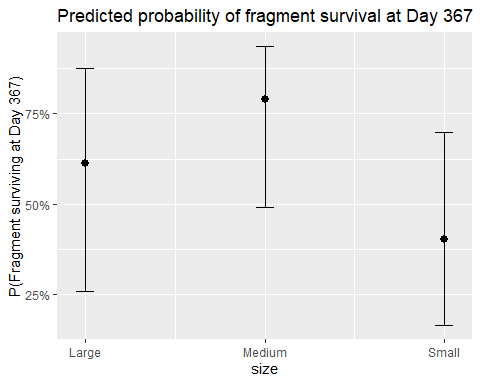 Predicted probability of fragment survival at Day 367
P(Fragment surviving at Day 367)
75%
50%
25%
Large Medium Small
size